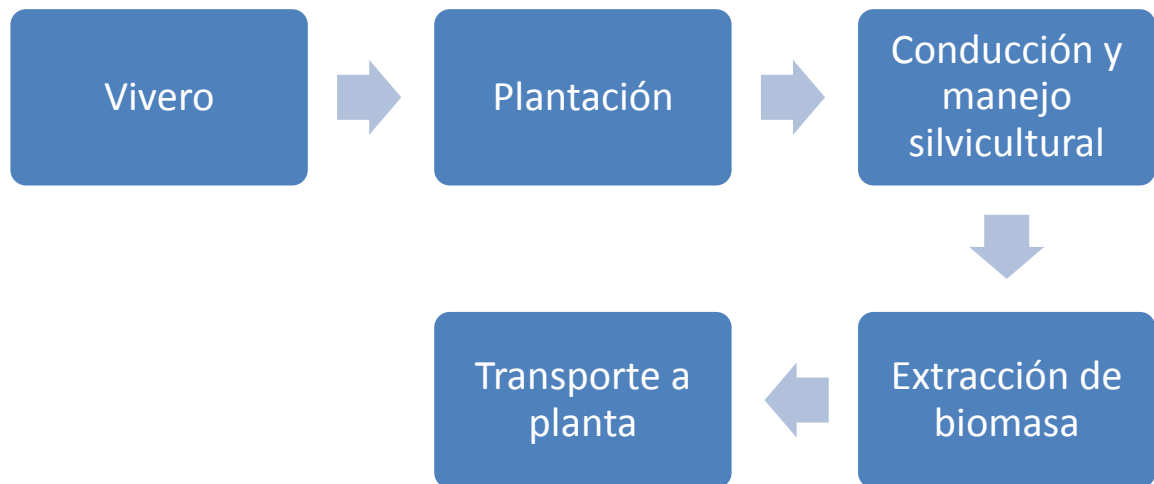 Vivero
Plantación
Conducción y
manejo
silvicultural
Extracción de
biomasa
Transporte a
planta